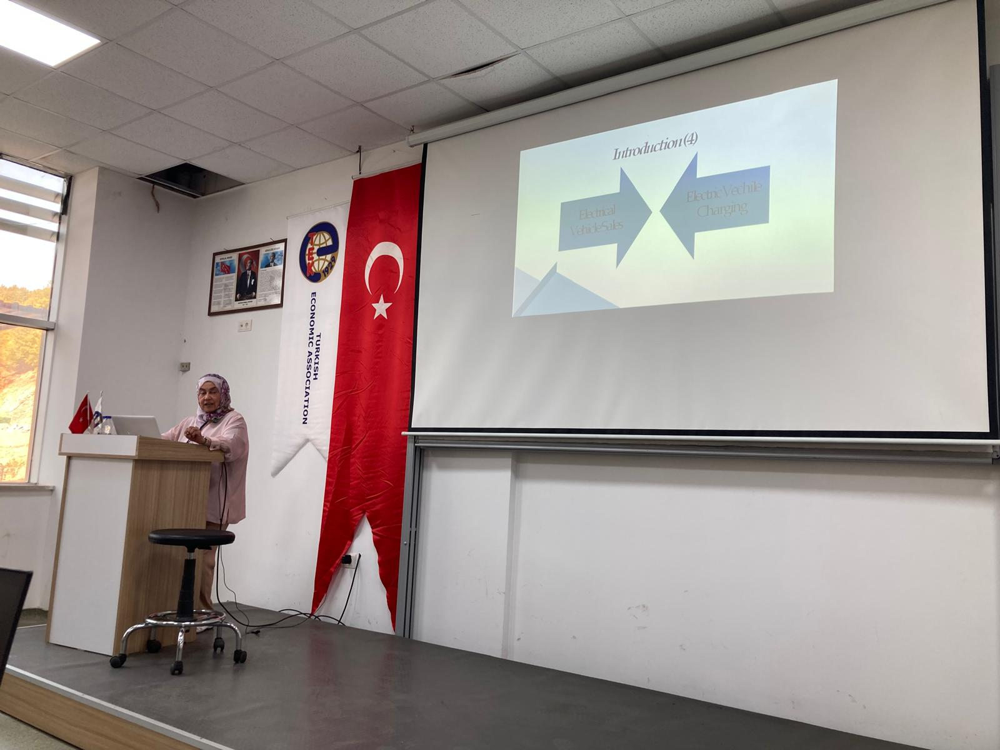 Introduction (4)
Electrical
Vehicle Sales
Electric Vechile
Charging
TEK
1929
TURKISH
ECONOMIC ASSOCIATION